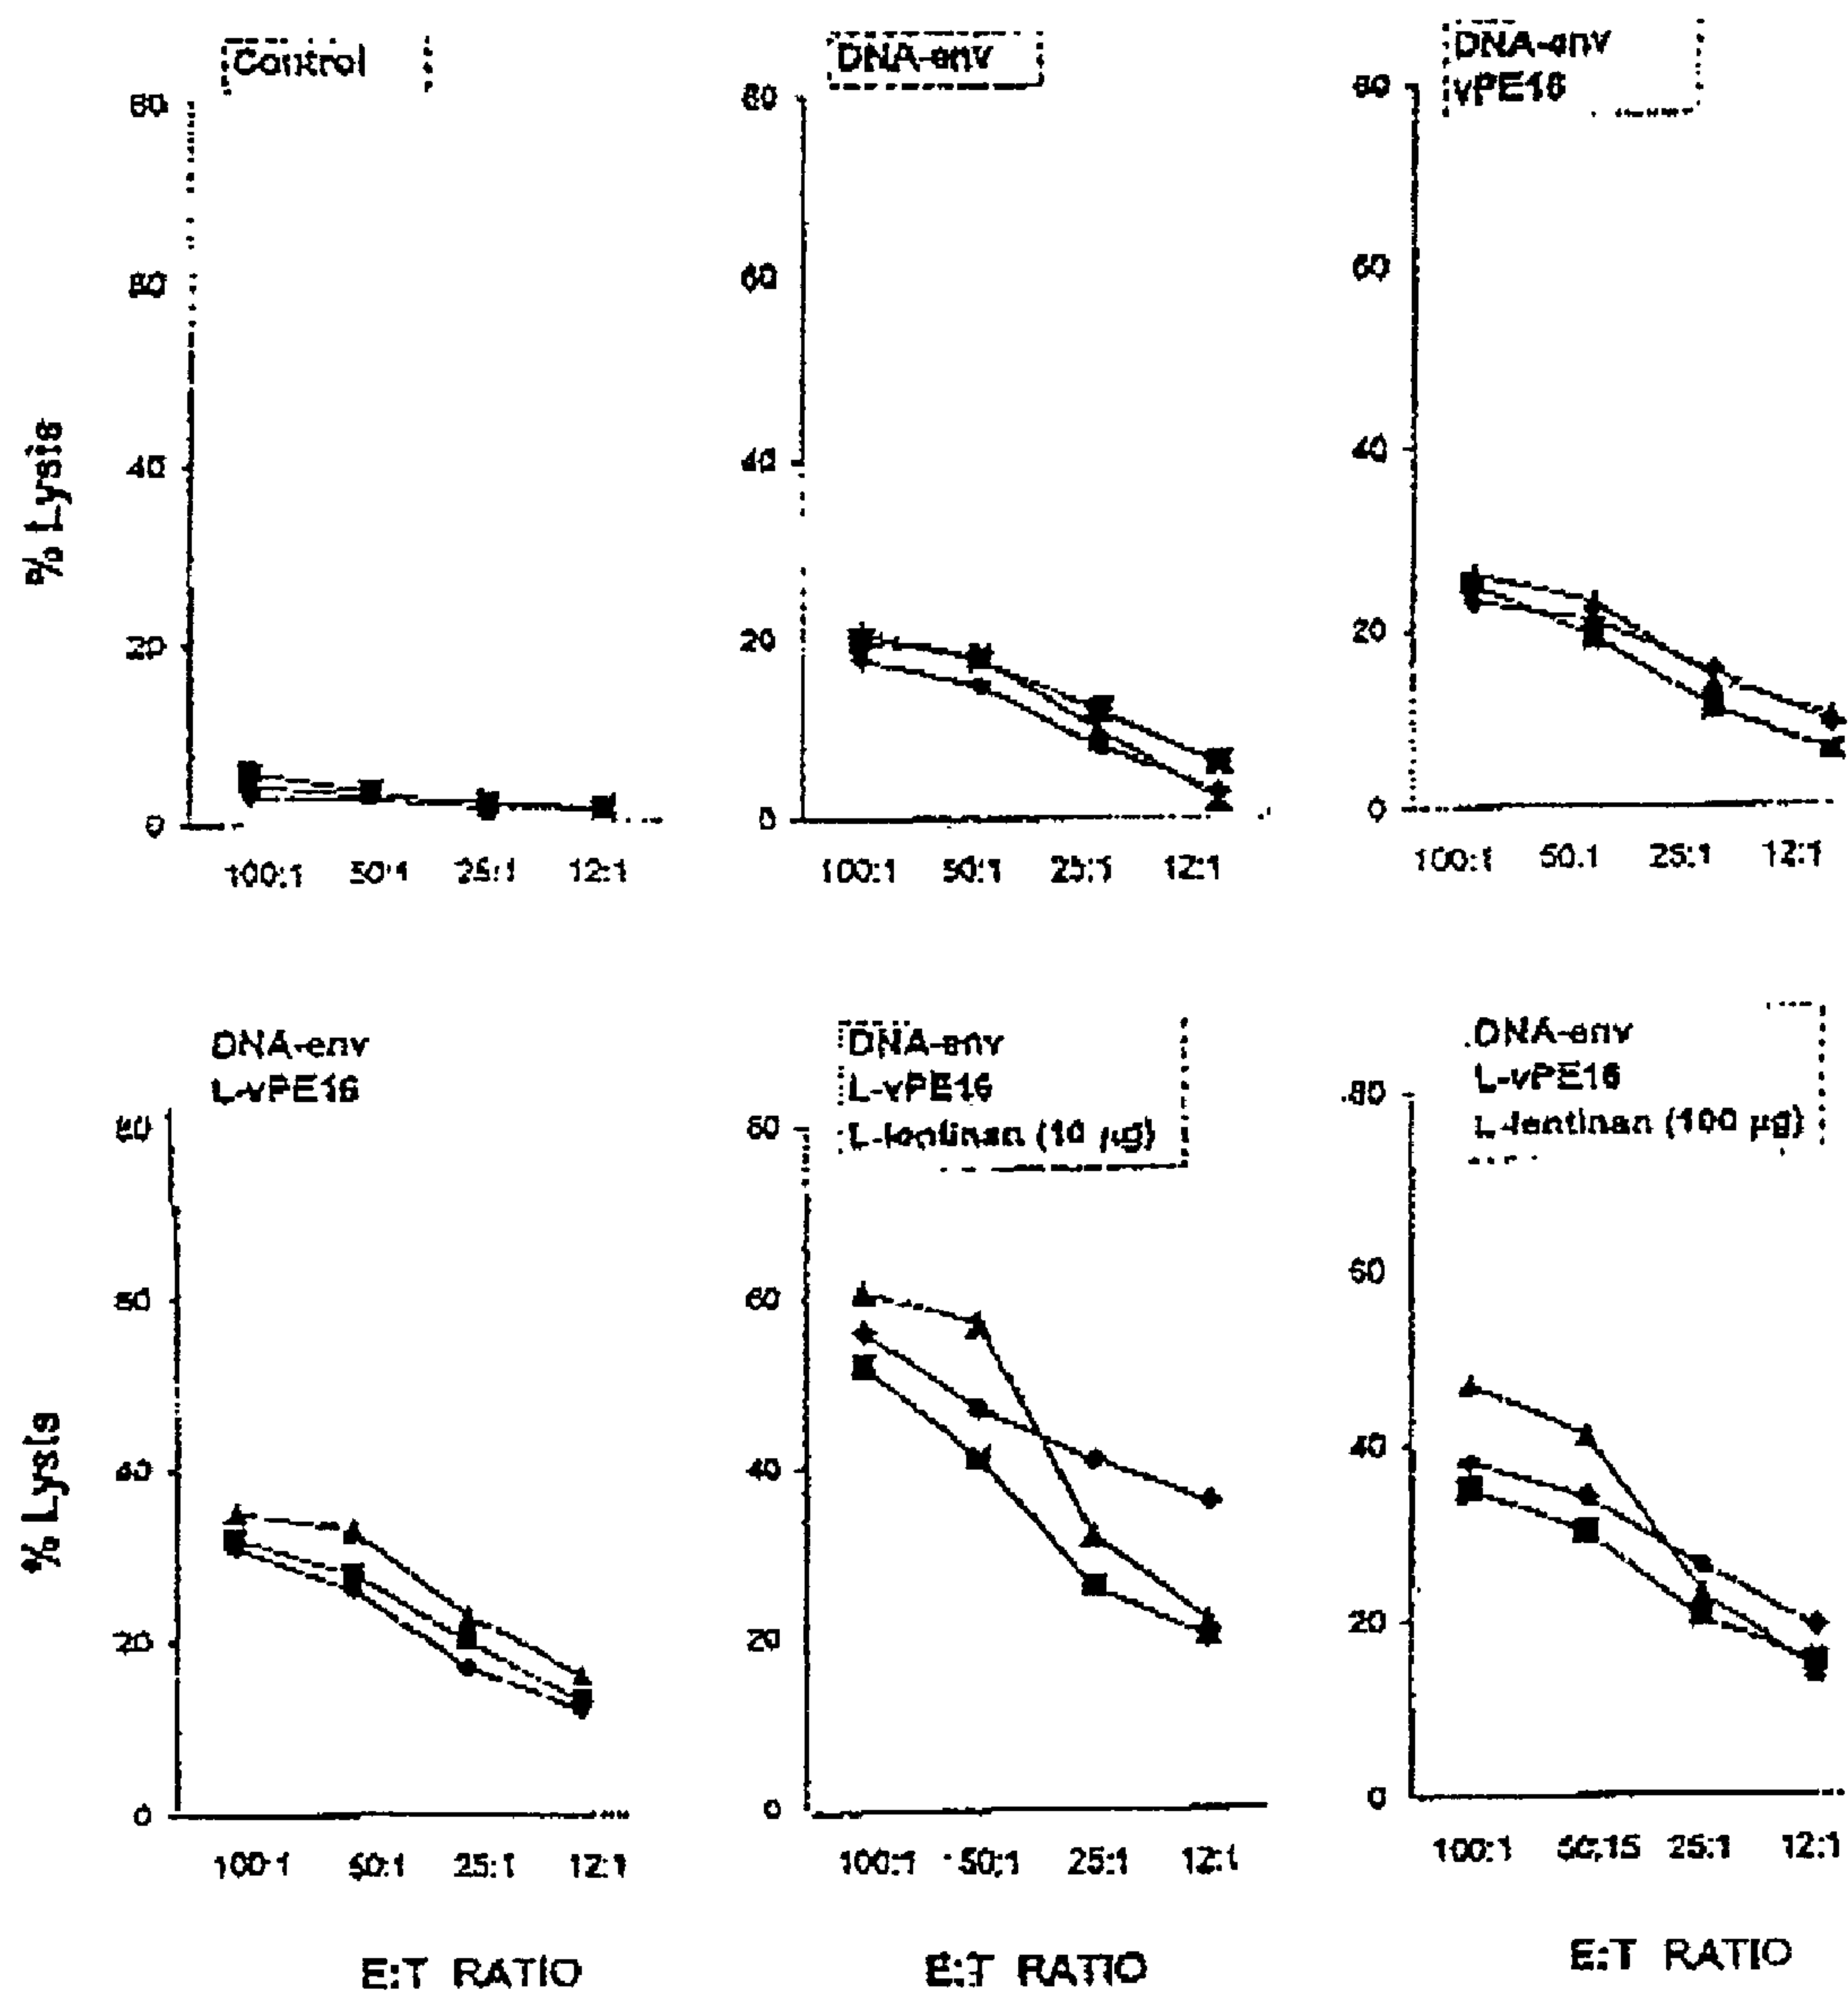 Control
80
80
40
20
0
100:1 50:1 25:1 12:1
% Lysis
DNA-env
80
60
40
20
0
100:1 50:1 25:1 12:1
DNA-env
vPE16
80
60
40
20
0
100:1 50.1 25:1 12:1
DNA-env
L-vPE16
80
60
40
20
0
100:1 50:1 25:1 12:1
% Lysis
E:T RATIO
DNA-env
L-vPE16
L-lentinan (10 µg)
80
60
40
20
0
100:1 50:1 25:1 12:1
E:T RATIO
DNA-env
L-vPE16
L-lentinan (100 µg)
80
60
40
20
0
100:1 50:15 25:1 12:1
E:T RATIO